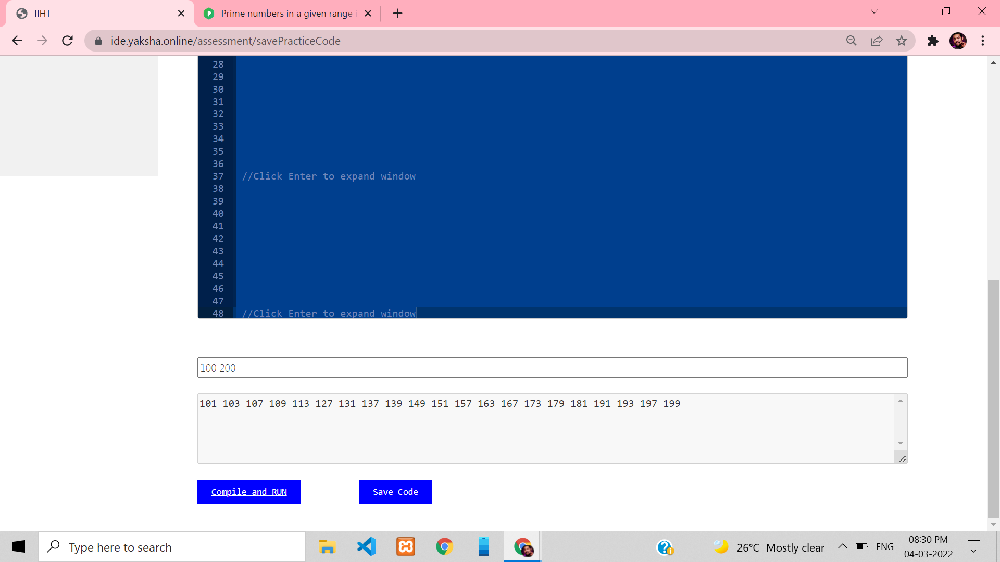 IIHT
Prime numbers in a given range
ide.yaksha.online/assessment/savePracticeCode
28
29
30
31
32
33
34
35
36
37 //Click Enter to expand window
38
39
40
41
42
43
44
45
46
47
48 //Click Enter to expand window
100 200
101 103 107 109 113 127 131 137 139 149 151 157 163 167 173 179 181 191 193 197 199
Compile and RUN Save Code
Type here to search
26°C Mostly clear
ENG
08:30 PM
04-03-2022